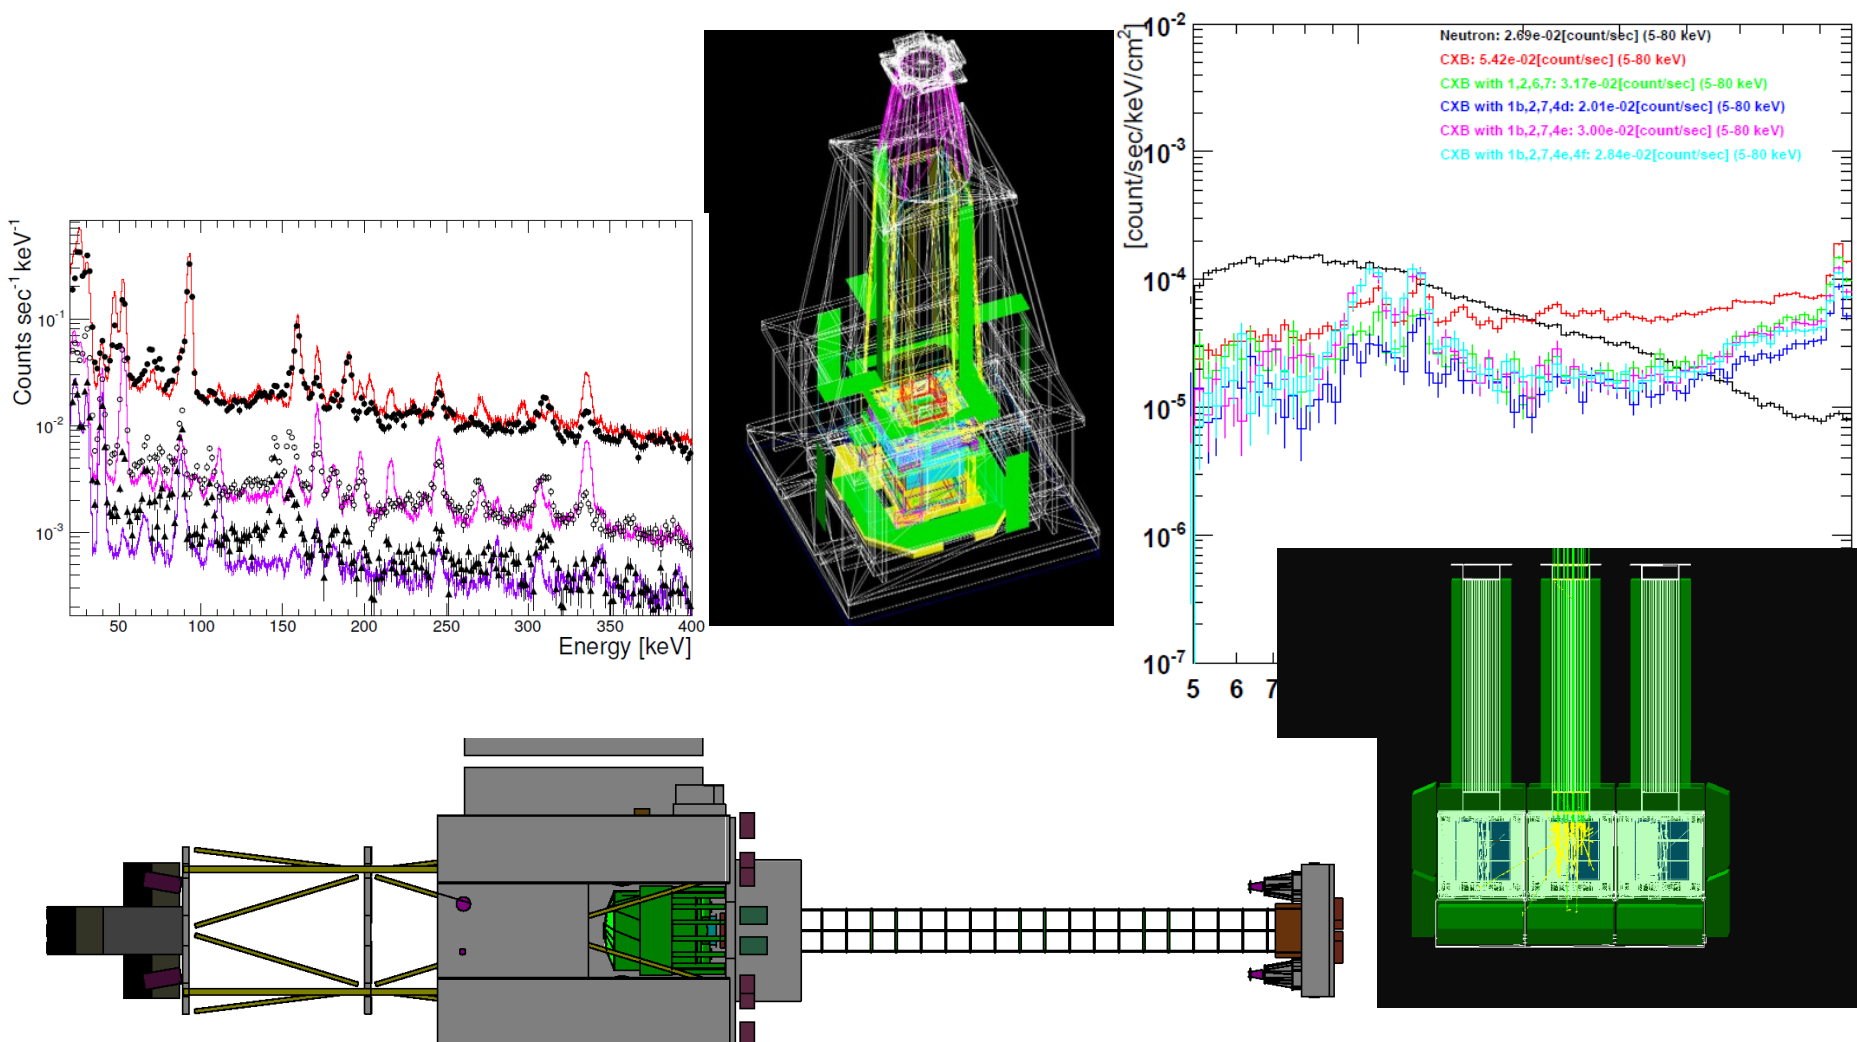 Counts sec⁻¹ keV⁻¹
10⁻¹
10⁻²
10⁻³
50 100 150 200 250 300 350 400
Energy [keV]
[count/sec/keV/cm²]
10⁻²
10⁻³
10⁻⁴
10⁻⁵
10⁻⁶
10⁻⁷
5 6 7
Neutron: 2.69e-02[count/sec] (5-80 keV)
CXB: 5.42e-02[count/sec] (5-80 keV)
CXB with 1,2,6,7: 3.17e-02[count/sec] (5-80 keV)
CXB with 1b,2,7,4d: 2.01e-02[count/sec] (5-80 keV)
CXB with 1b,2,7,4e: 3.00e-02[count/sec] (5-80 keV)
CXB with 1b,2,7,4e,4f: 2.84e-02[count/sec] (5-80 keV)